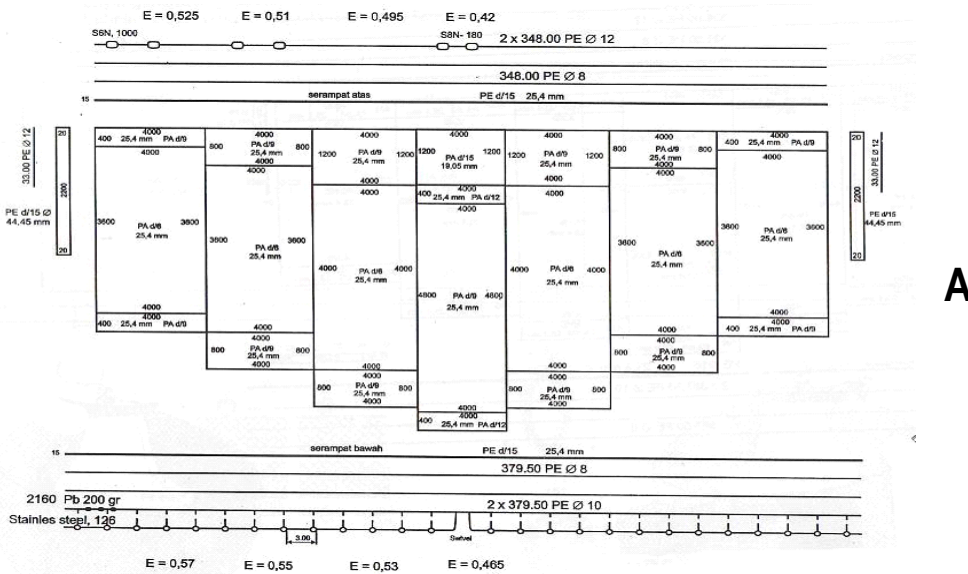 E = 0,525 E = 0,51 E = 0,495 E = 0,42
S6N, 1000 S8N- 180 2 x 348.00 PE Ø 12
348.00 PE Ø 8
15 serampat atas PE d/15 25,4 mm
33.00 PE Ø 12
20
2200
20
PE d/15 Ø
44,45 mm
4000
400 25,4 mm PA d/9
4000
3600 3600
PA d/6
25,4 mm
4000
4000
400 25,4 mm PA d/9
4000
800 PA d/9 800
25,4 mm
4000
4000
3600 3600
PA d/6
25,4 mm
4000
4000
800 PA d/9 800
25,4 mm
4000
4000
1200 PA d/9 1200
25,4 mm
4000
4000
4000 PA d/6 4000
25,4 mm
4000
4000
800 PA d/9 800
25,4 mm
4000
4000
1200 PA d/15 1200
19,05 mm
4000
400 4000
25,4 mm PA d/12
4000
4800 PA d/9 4800
25,4 mm
4000
4000
400 25,4 mm PA d/12
4000
1200 PA d/9 1200
25,4 mm
4000
4000
4000 PA d/6 4000
25,4 mm
4000
4000
800 PA d/9 800
25,4 mm
4000
4000
800 PA d/9 800
25,4 mm
4000
4000
3600 3600
PA d/6
25,4 mm
4000
4000
800 PA d/9 800
25,4 mm
4000
4000
400 25,4 mm PA d/9
4000
3600 3600
PA d/6
25,4 mm
4000
4000
400 25,4 mm PA d/9
20
2200
20
33.00 PE Ø 12
PE d/15
44,45 mm
A
15 serampat bawah PE d/15 25,4 mm
379.50 PE Ø 8
2160 Pb 200 gr 2 x 379.50 PE Ø 10
Stainles steel, 126
3.00 Swivel
E = 0,57 E = 0,55 E = 0,53 E = 0,465